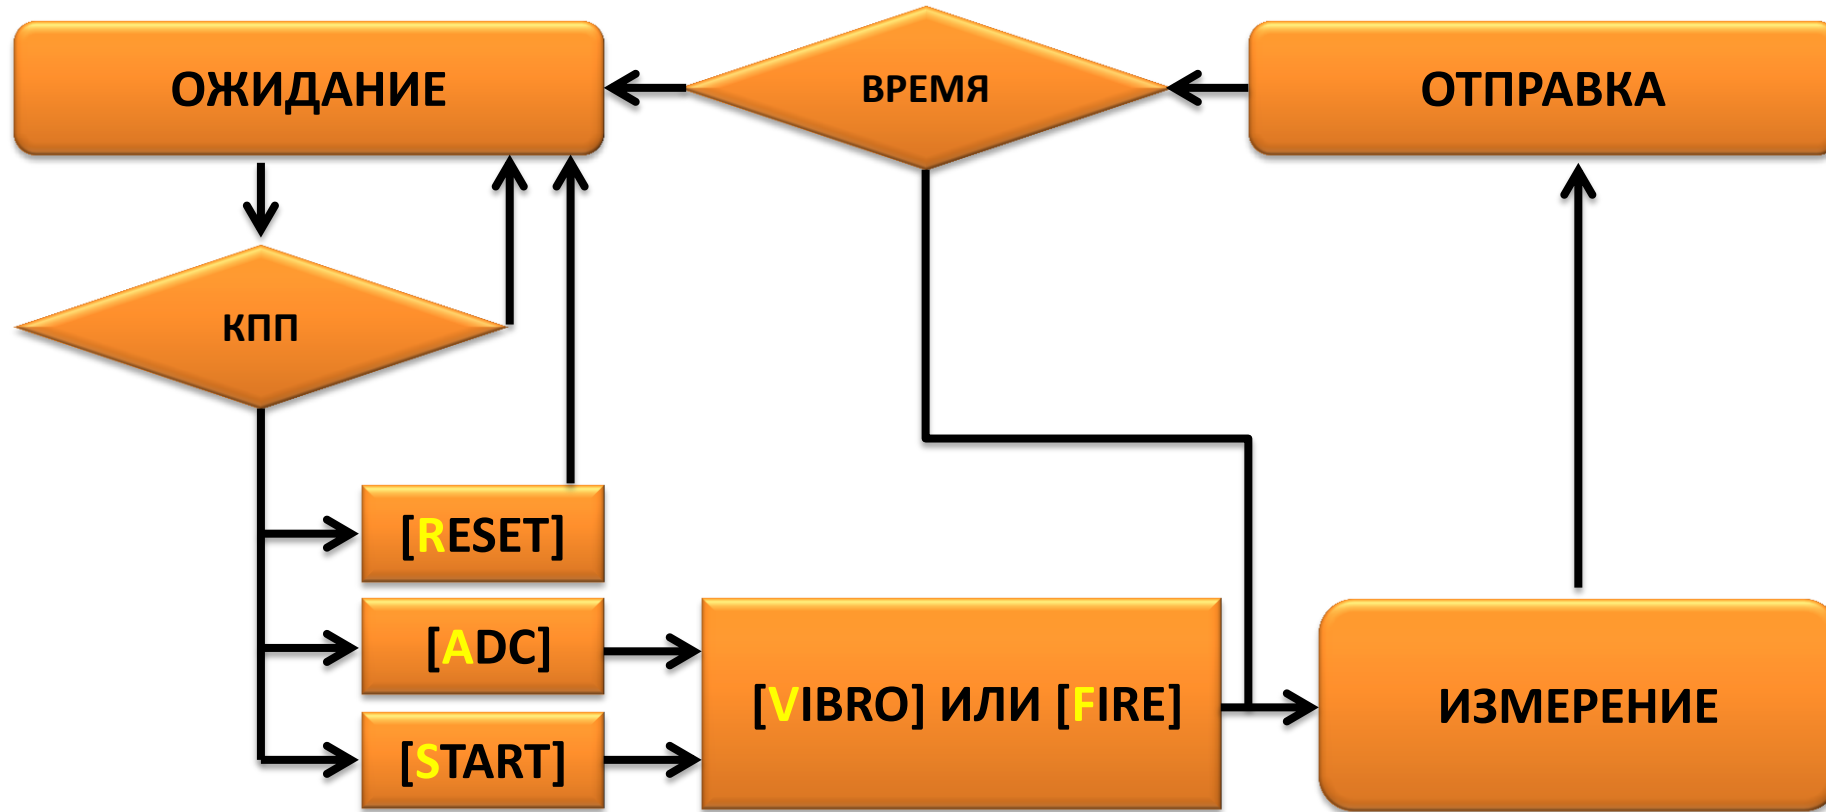 ОЖИДАНИЕ
ВРЕМЯ
ОТПРАВКА
КПП
[RESET]
[ADC]
[START]
[VIBRO] ИЛИ [FIRE]
ИЗМЕРЕНИЕ